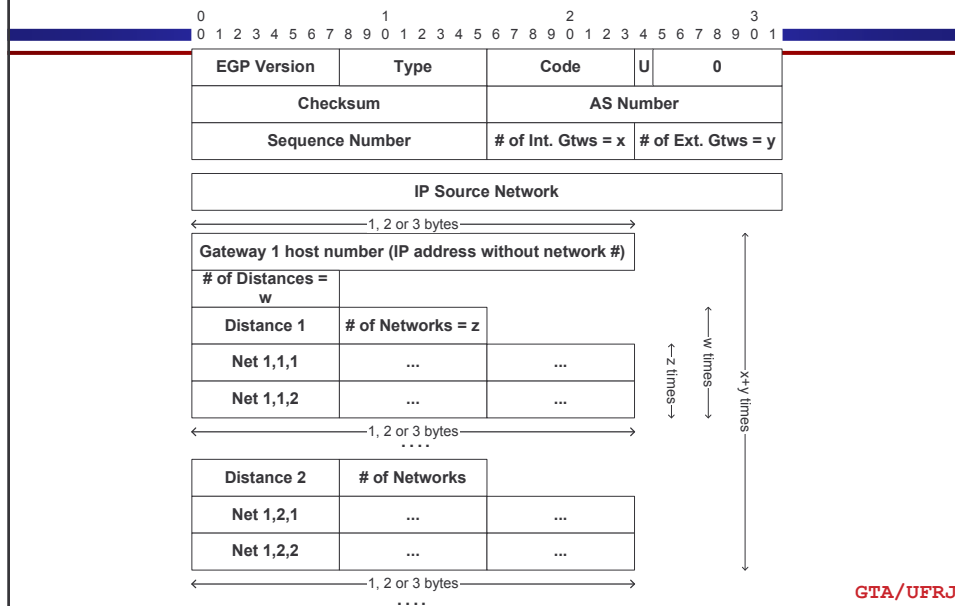 0 1 2 3
0 1 2 3 4 5 6 7 8 9 0 1 2 3 4 5 6 7 8 9 0 1 2 3 4 5 6 7 8 9 0 1
EGP Version Type Code U 0
Checksum AS Number
Sequence Number # of Int. Gtws = x # of Ext. Gtws = y
IP Source Network
1, 2 or 3 bytes
Gateway 1 host number (IP address without network #)
# of Distances =
w
Distance 1 # of Networks = z
Net 1,1,1 ... ...
Net 1,1,2 ... ...
z times
w times
x+y times
1, 2 or 3 bytes
....
Distance 2 # of Networks
Net 1,2,1 ... ...
Net 1,2,2 ... ...
1, 2 or 3 bytes
....
GTA/UFRJ